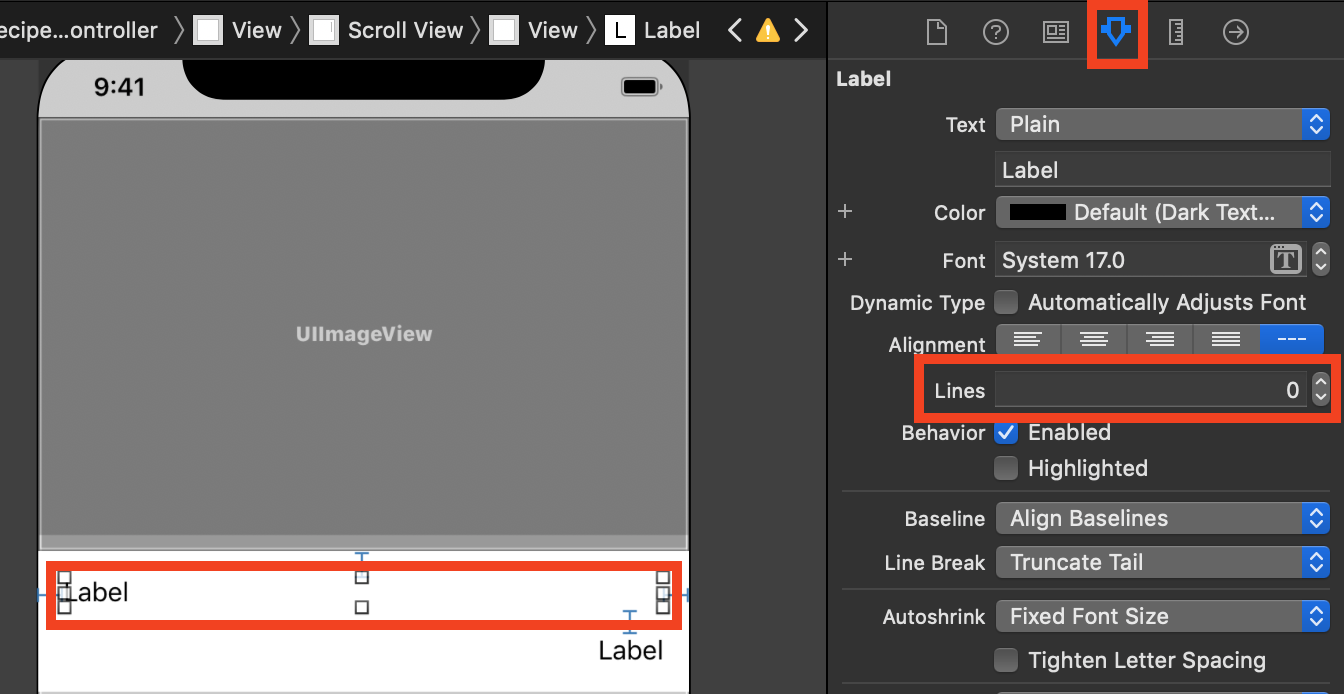 ecipe...ontroller View Scroll View View L Label
9:41
UIImageView
Label
Label
Label
Text Plain
Label
Color Default (Dark Text...
Font System 17.0 T
Dynamic Type Automatically Adjusts Font
Alignment ---
Lines 0
Behavior Enabled
Highlighted
Baseline Align Baselines
Line Break Truncate Tail
Autoshrink Fixed Font Size
Tighten Letter Spacing